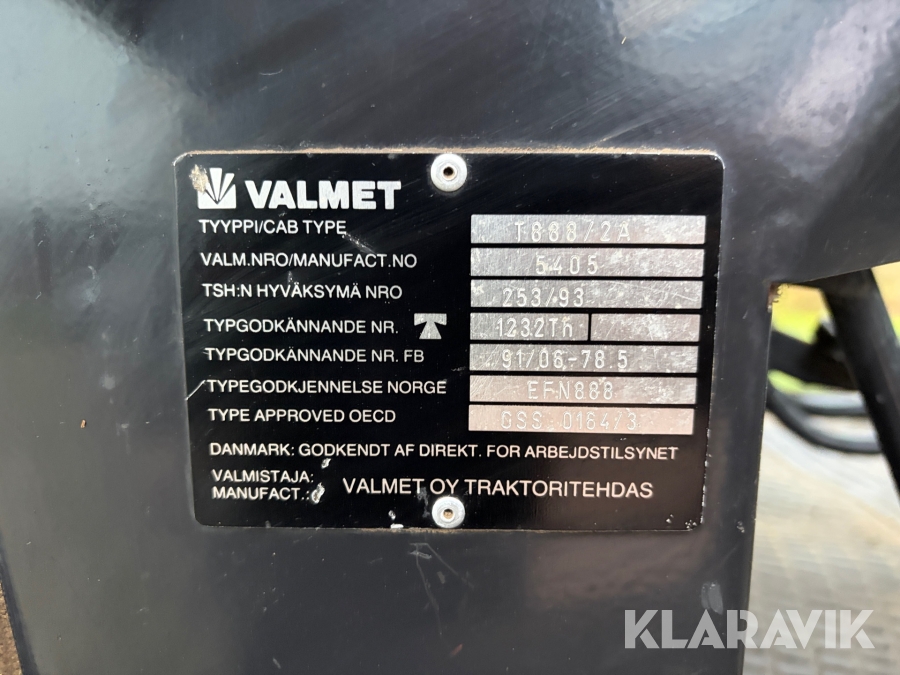 VALMET
TYYPPI/CAB TYPE T888/2A
VALM.NRO/MANUFACT.NO 5405
TSH:N HYVÄKSYMÄ NRO 253/93
TYPGODKÄNNANDE NR. 1232Th
TYPGODKÄNNANDE NR. FB 91/06-78.5
TYPEGODKJENNELSE NORGE EFN888
TYPE APPROVED OECD OSS 0164/3
DANMARK: GODKENDT AF DIREKT. FOR ARBEJDSTILSYNET
VALMISTAJA:
MANUFACT.: VALMET OY TRAKTORITEHDAS
KLARAVIK